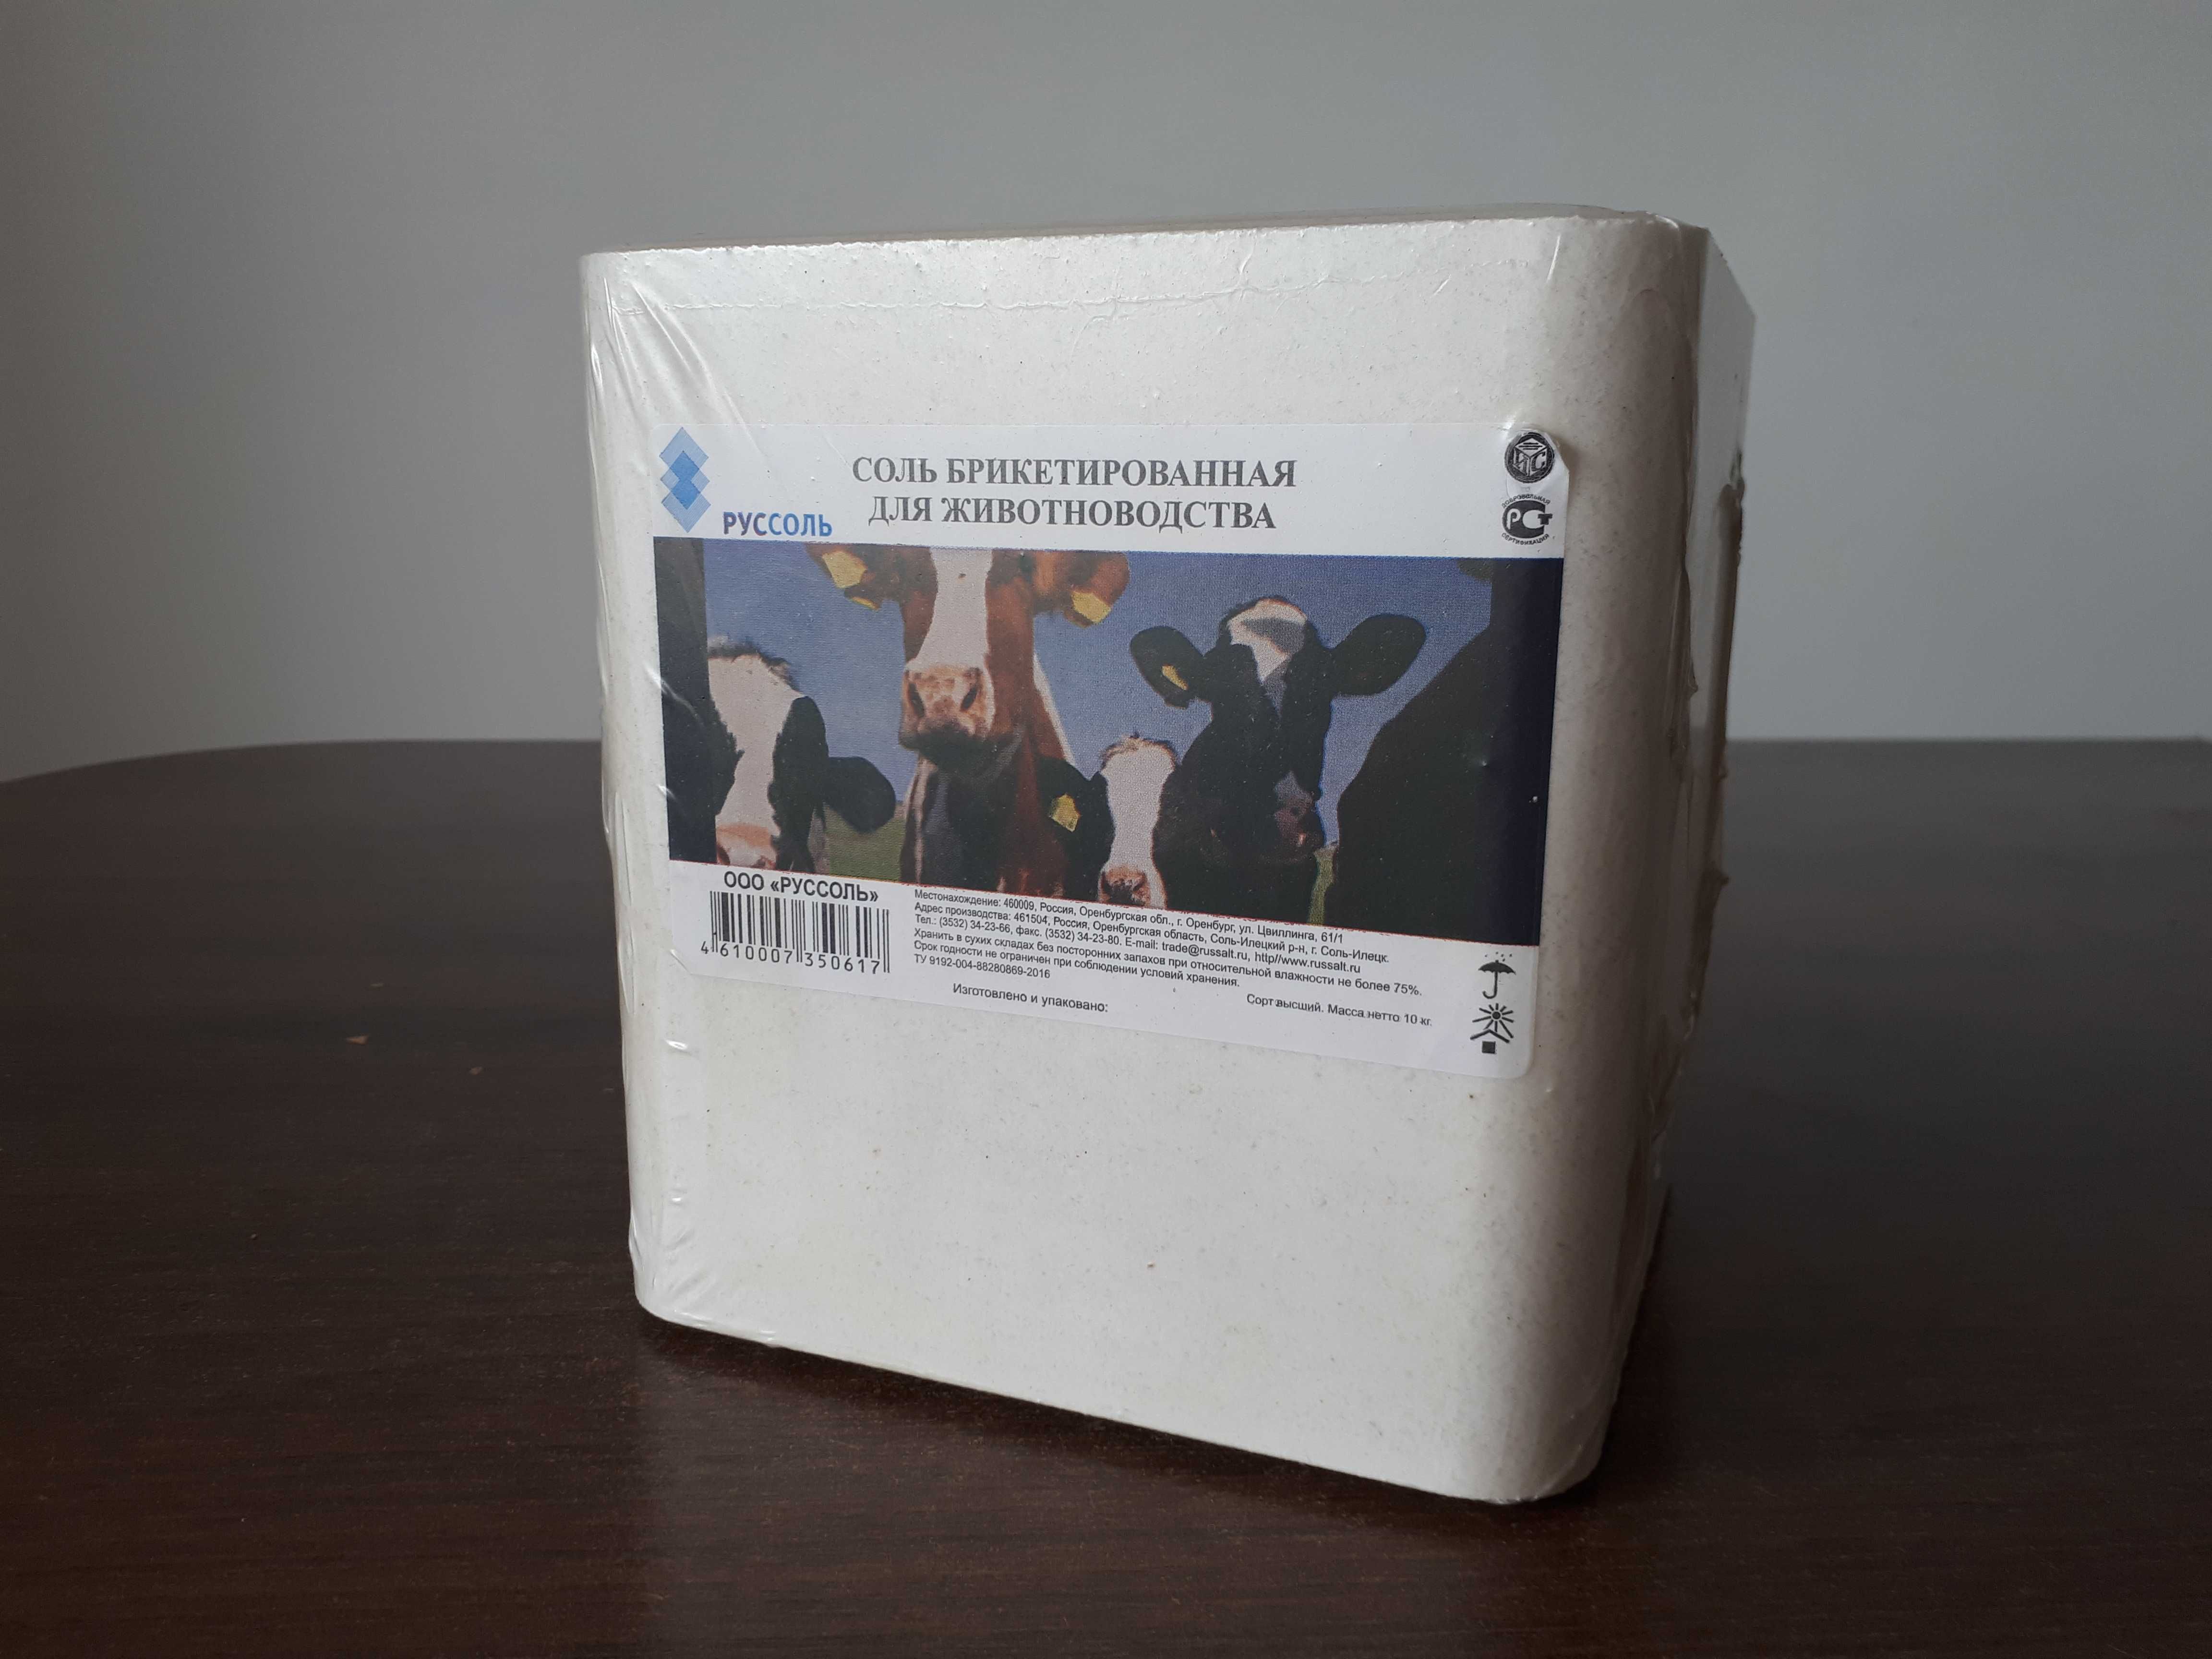 РУССОЛЬ
СОЛЬ БРИКЕТИРОВАННАЯ
ДЛЯ ЖИВОТНОВОДСТВА
ИСС
ДОБРОВОЛЬНАЯ
РСТ
СЕРТИФИКАЦИЯ
ООО «РУССОЛЬ»
4 610007 350617
Местонахождение: 460009, Россия, Оренбургская обл., г. Оренбург, ул. Цвиллинга, 61/1
Адрес производства: 461504, Россия, Оренбургская область, Соль-Илецкий р-н, г. Соль-Илецк.
Тел.: (3532) 34-23-66, факс. (3532) 34-23-80. E-mail: trade@russalt.ru, http//www.russalt.ru
Хранить в сухих складах без посторонних запахов при относительной влажности не более 75%.
Срок годности не ограничен при соблюдении условий хранения.
ТУ 9192-004-88280869-2016
Изготовлено и упаковано:
Сорт высший. Масса нетто 10 кг.